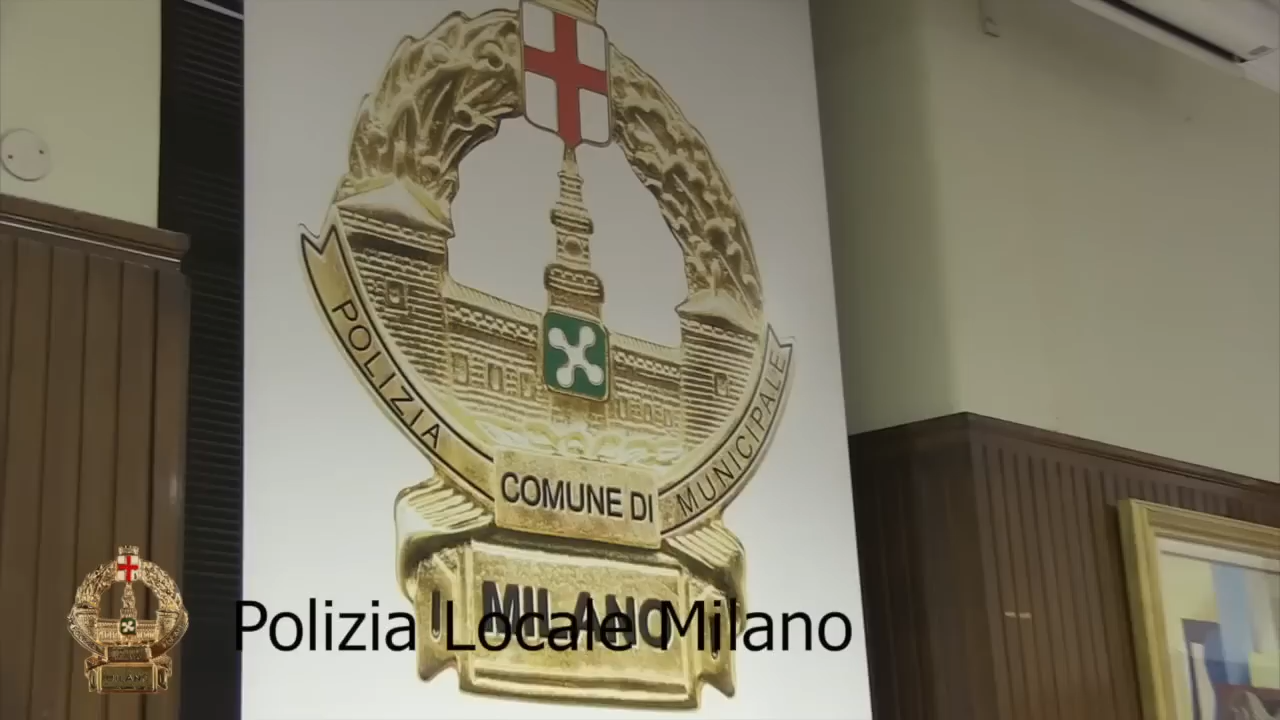 POLIZIA
MUNICIPALE
COMUNE DI
MILANO
Polizia Locale Milano